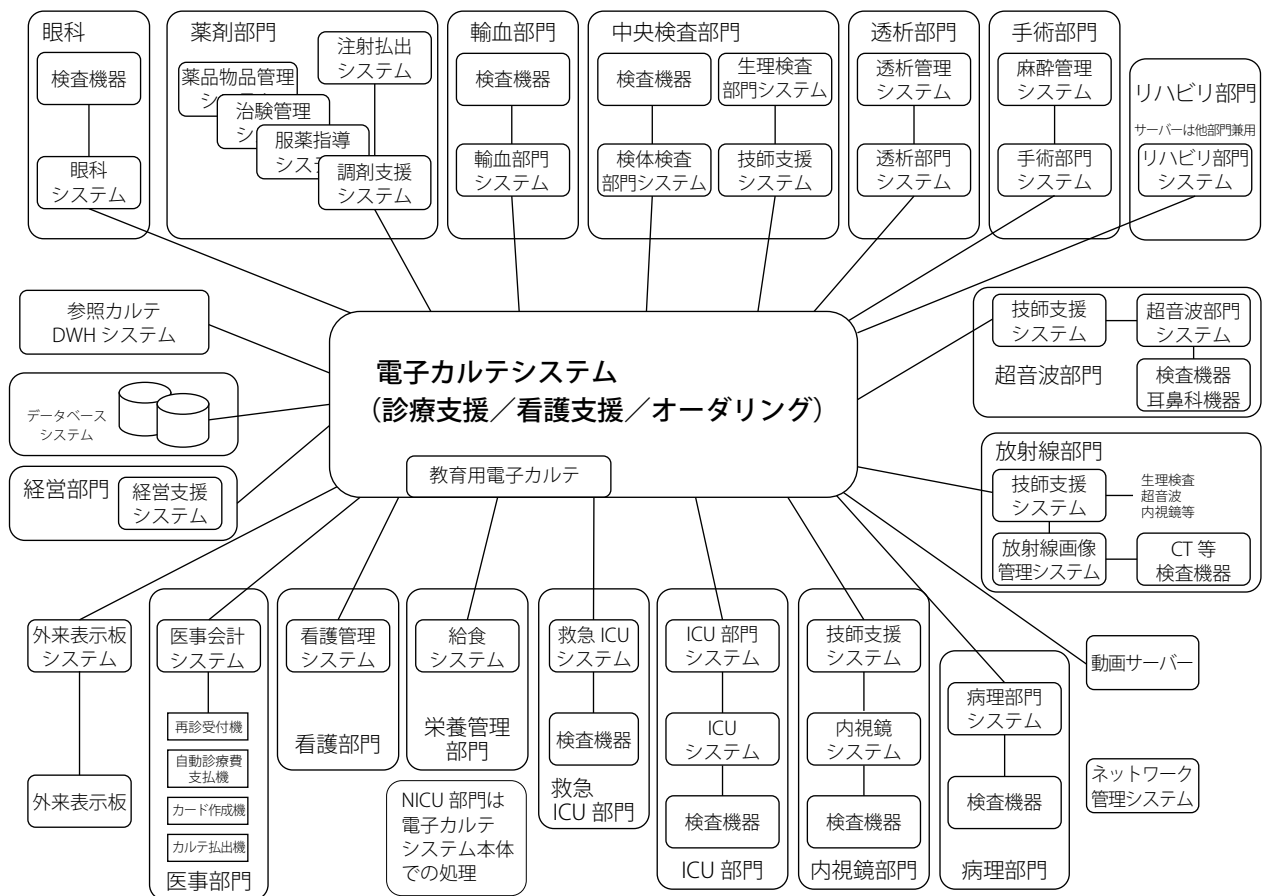 眼科
検査機器
眼科
システム
薬剤部門
注射払出
システム
薬品物品管理
治験管理
服薬指導
調剤支援
システム
輸血部門
検査機器
輸血部門
システム
中央検査部門
検査機器
検体検査
部門システム
生理検査
部門システム
技師支援
システム
透析部門
透析管理
システム
透析部門
システム
手術部門
麻酔管理
システム
手術部門
システム
リハビリ部門
サーバーは他部門兼用
リハビリ部門
システム
参照カルテ
DWH システム
データベース
システム
経営部門
経営支援
システム
電子カルテシステム
（診療支援／看護支援／オーダリング）
教育用電子カルテ
技師支援
システム
超音波部門
システム
超音波部門
検査機器
耳鼻科機器
放射線部門
技師支援
システム
生理検査
超音波
内視鏡等
放射線画像
管理システム
CT 等
検査機器
外来表示板
システム
外来表示板
医事会計
システム
再診受付機
自動診療費
支払機
カード作成機
カルテ払出機
医事部門
看護管理
システム
看護部門
給食
システム
栄養管理
部門
NICU 部門は
電子カルテ
システム本体
での処理
救急 ICU
システム
検査機器
救急
ICU 部門
ICU 部門
システム
ICU
システム
検査機器
ICU 部門
技師支援
システム
内視鏡
システム
検査機器
内視鏡部門
病理部門
システム
検査機器
病理部門
動画サーバー
ネットワーク
管理システム